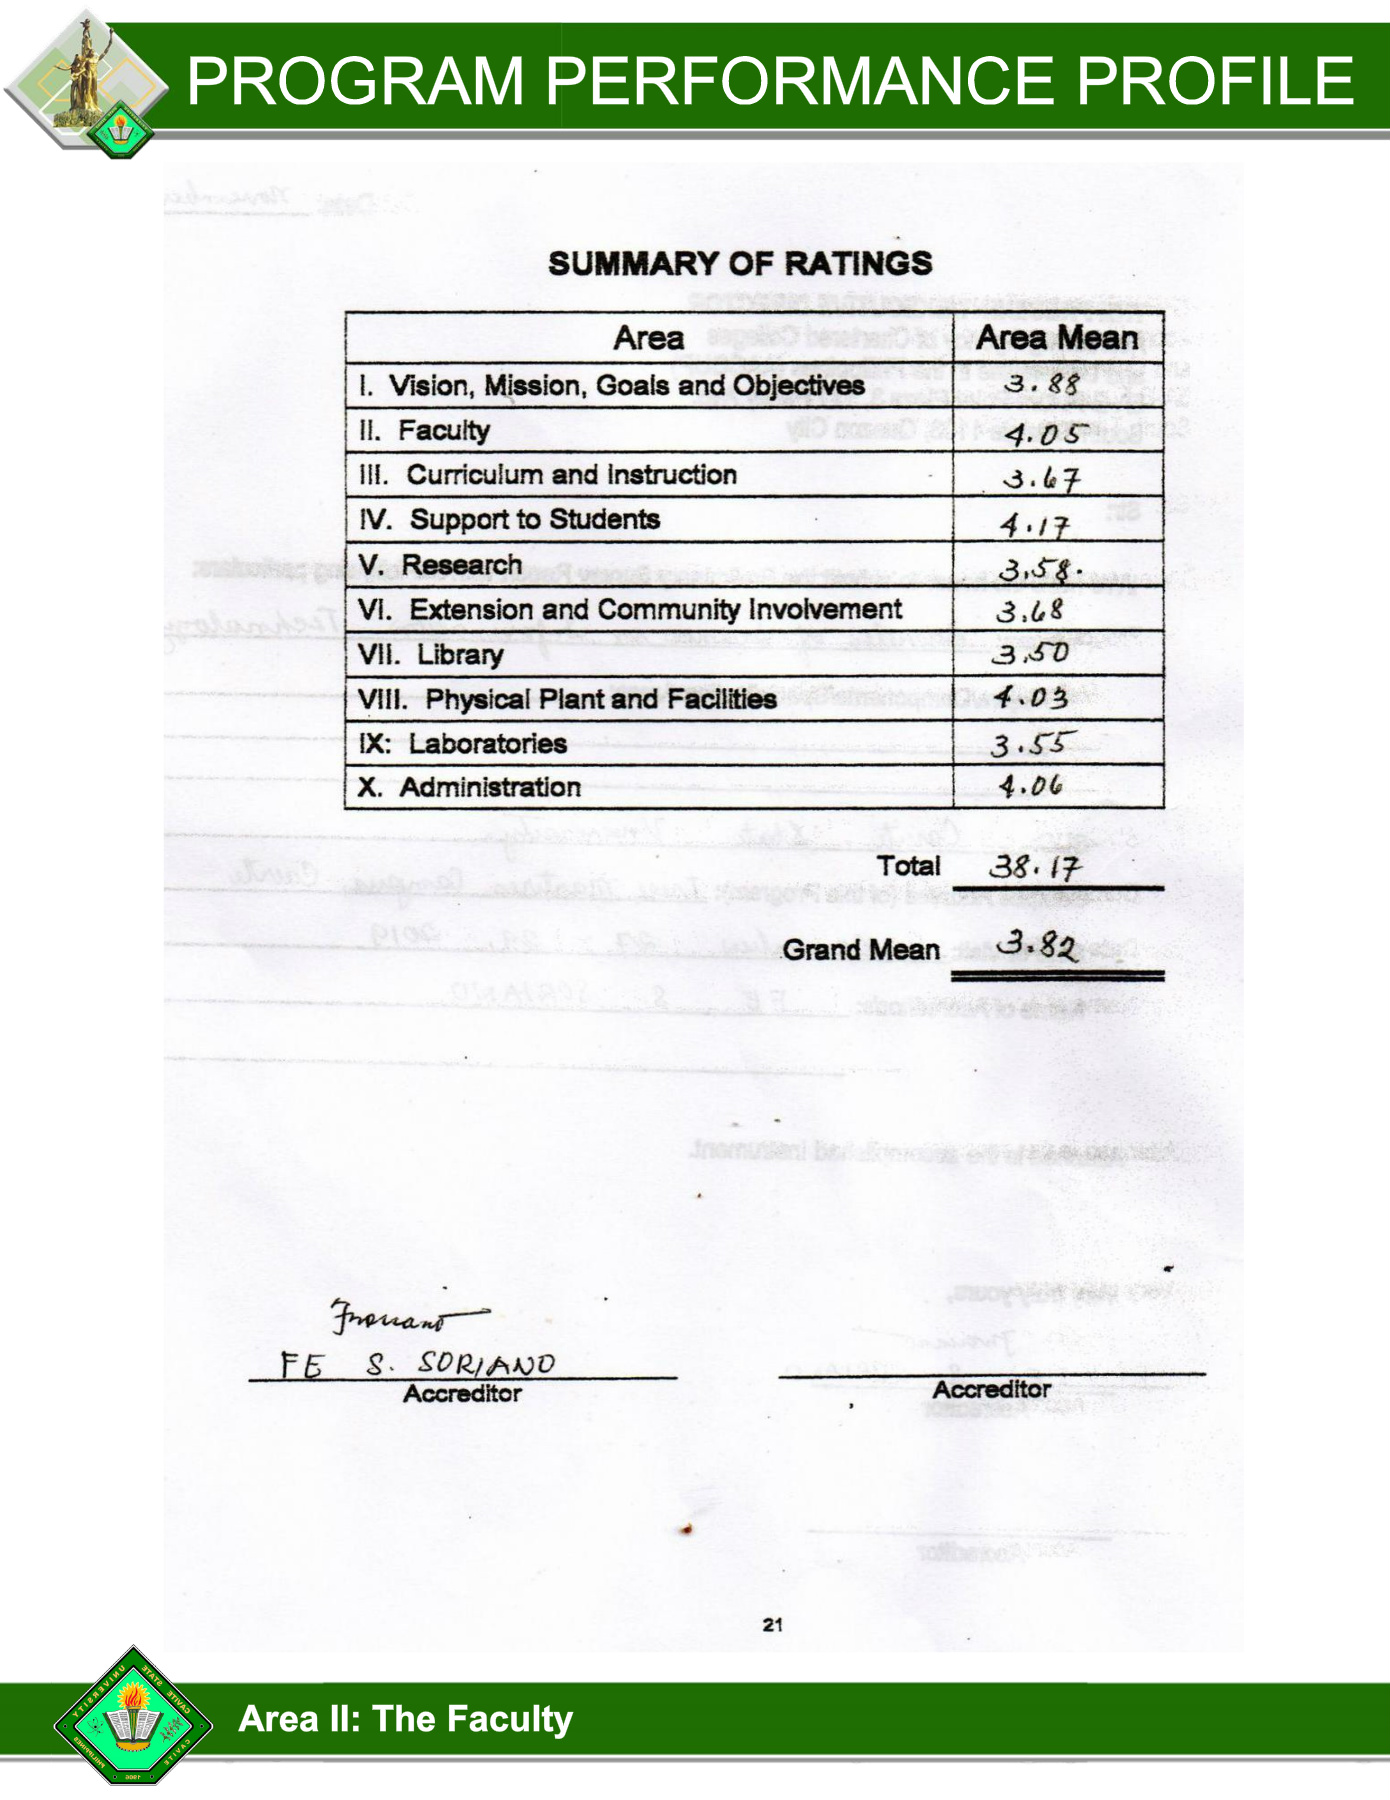 PROGRAM PERFORMANCE PROFILE
SUMMARY OF RATINGS
Area Area Mean
I. Vision, Mission, Goals and Objectives 3.88
II. Faculty 4.05
III. Curriculum and Instruction 3.67
IV. Support to Students 4.17
V. Research 3.58.
VI. Extension and Community Involvement 3.68
VII. Library 3.50
VIII. Physical Plant and Facilities 4.03
IX: Laboratories 3.55
X. Administration 4.06
Total 38.17
Grand Mean 3.82
FE S. SORIANO
Accreditor Accreditor
21
Area II: The Faculty